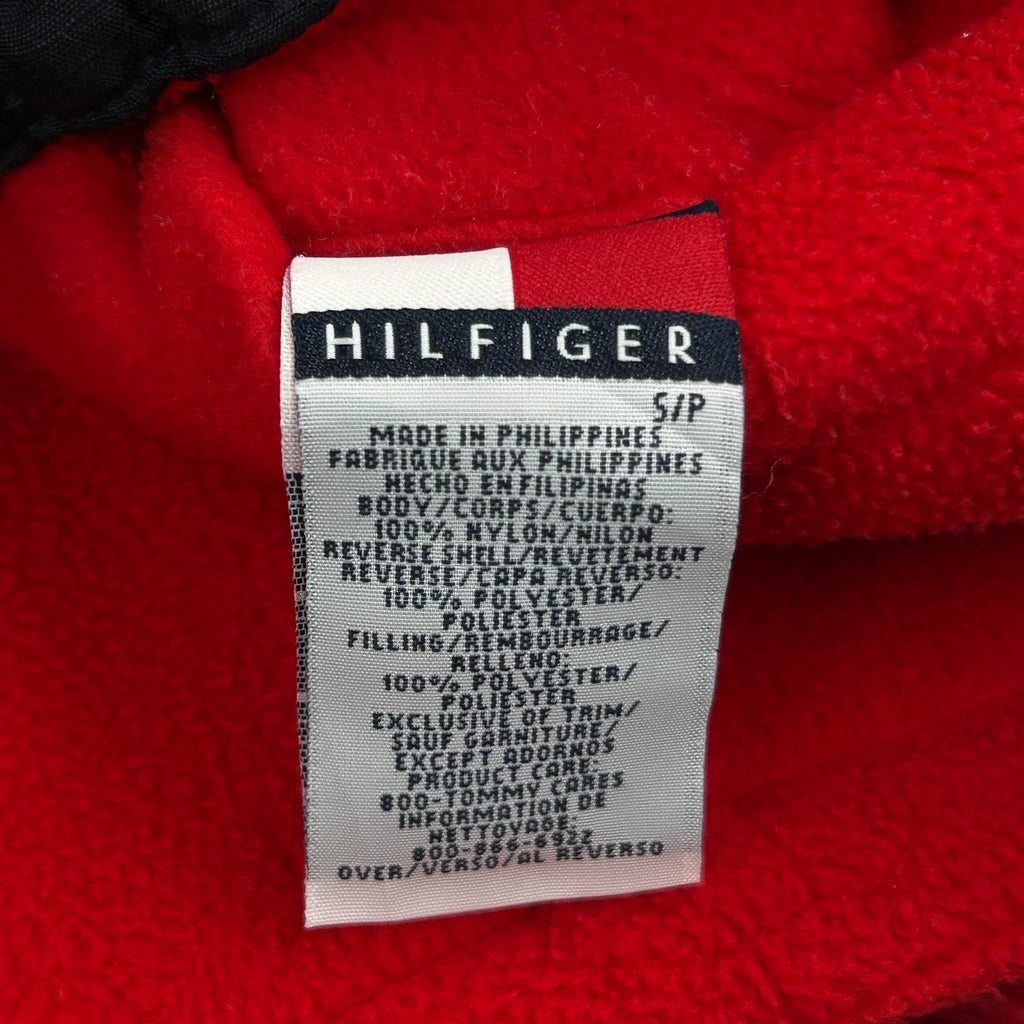 HILFIGER
S/P
MADE IN PHILIPPINES
FABRIQUE AUX PHILIPPINES
HECHO EN FILIPINAS
BODY/CORPS/CUERPO:
100% NYLON/NILON
REVERSE SHELL/REVETEMENT
REVERSE/CAPA REVERSO:
100% POLYESTER/
POLIESTER
FILLING/REMBOURRAGE/
RELLENO:
100% POLYESTER/
POLIESTER
EXCLUSIVE OF TRIM/
SAUF GARNITURE/
EXCEPT ADORNOS
PRODUCT CARE:
800-TOMMY CARES
INFORMATION DE
NETTOYAGE:
800-866-6922
OVER/VERSO/AL REVERSO